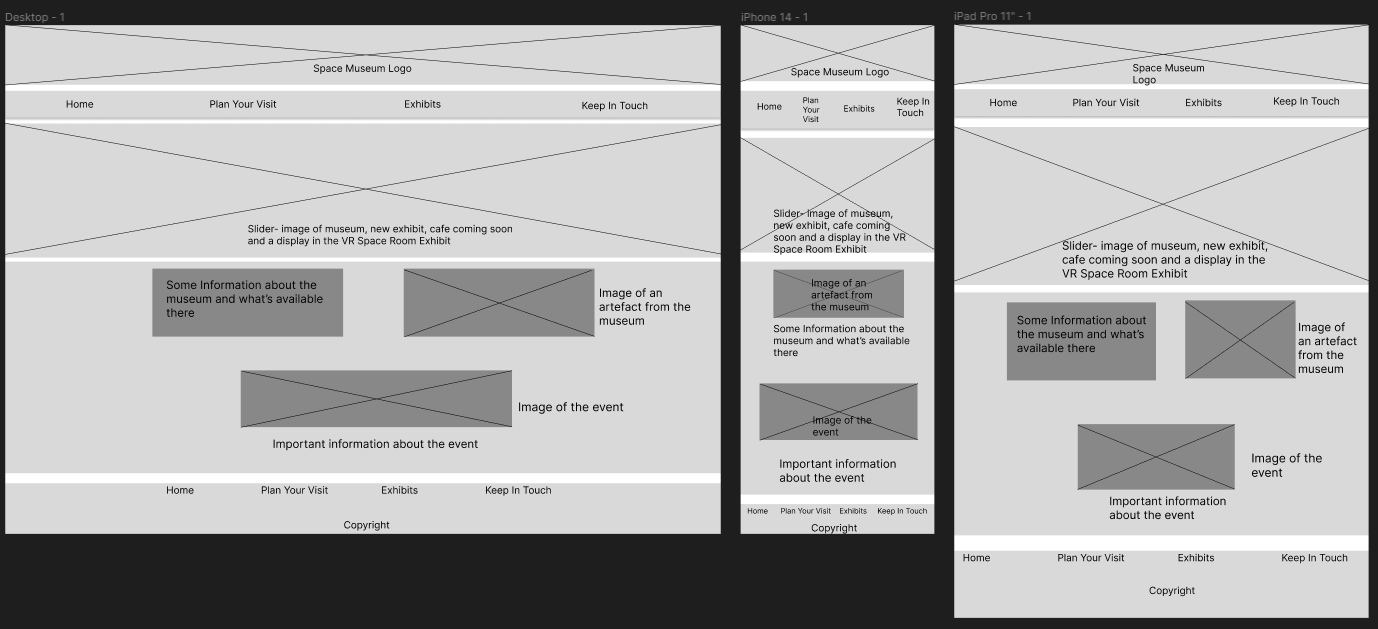 Desktop - 1
Space Museum Logo
Home Plan Your Visit Exhibits Keep In Touch
Slider- image of museum, new exhibit, cafe coming soon
and a display in the VR Space Room Exhibit
Some Information about the
museum and what's available
there
Image of an
artefact from the
museum
Image of the event
Important information about the event
Home Plan Your Visit Exhibits Keep In Touch
Copyright
iPhone 14 - 1
Space Museum Logo
Home
Plan
Your
Visit
Exhibits
Keep In
Touch
Slider- image of museum,
new exhibit, cafe coming
soon and a display in the VR
Space Room Exhibit
Image of an
artefact from
the museum
Some Information about the
museum and what's available
there
Image of the
event
Important information
about the event
Home Plan Your Visit Exhibits Keep In Touch
Copyright
iPad Pro 11" - 1
Space Museum
Logo
Home Plan Your Visit Exhibits Keep In Touch
Slider- image of museum, new exhibit,
cafe coming soon and a display in the
VR Space Room Exhibit
Some Information about
the museum and what's
available there
Image of
an artefact
from the
museum
Image of the
event
Important information
about the event
Home Plan Your Visit Exhibits Keep In Touch
Copyright